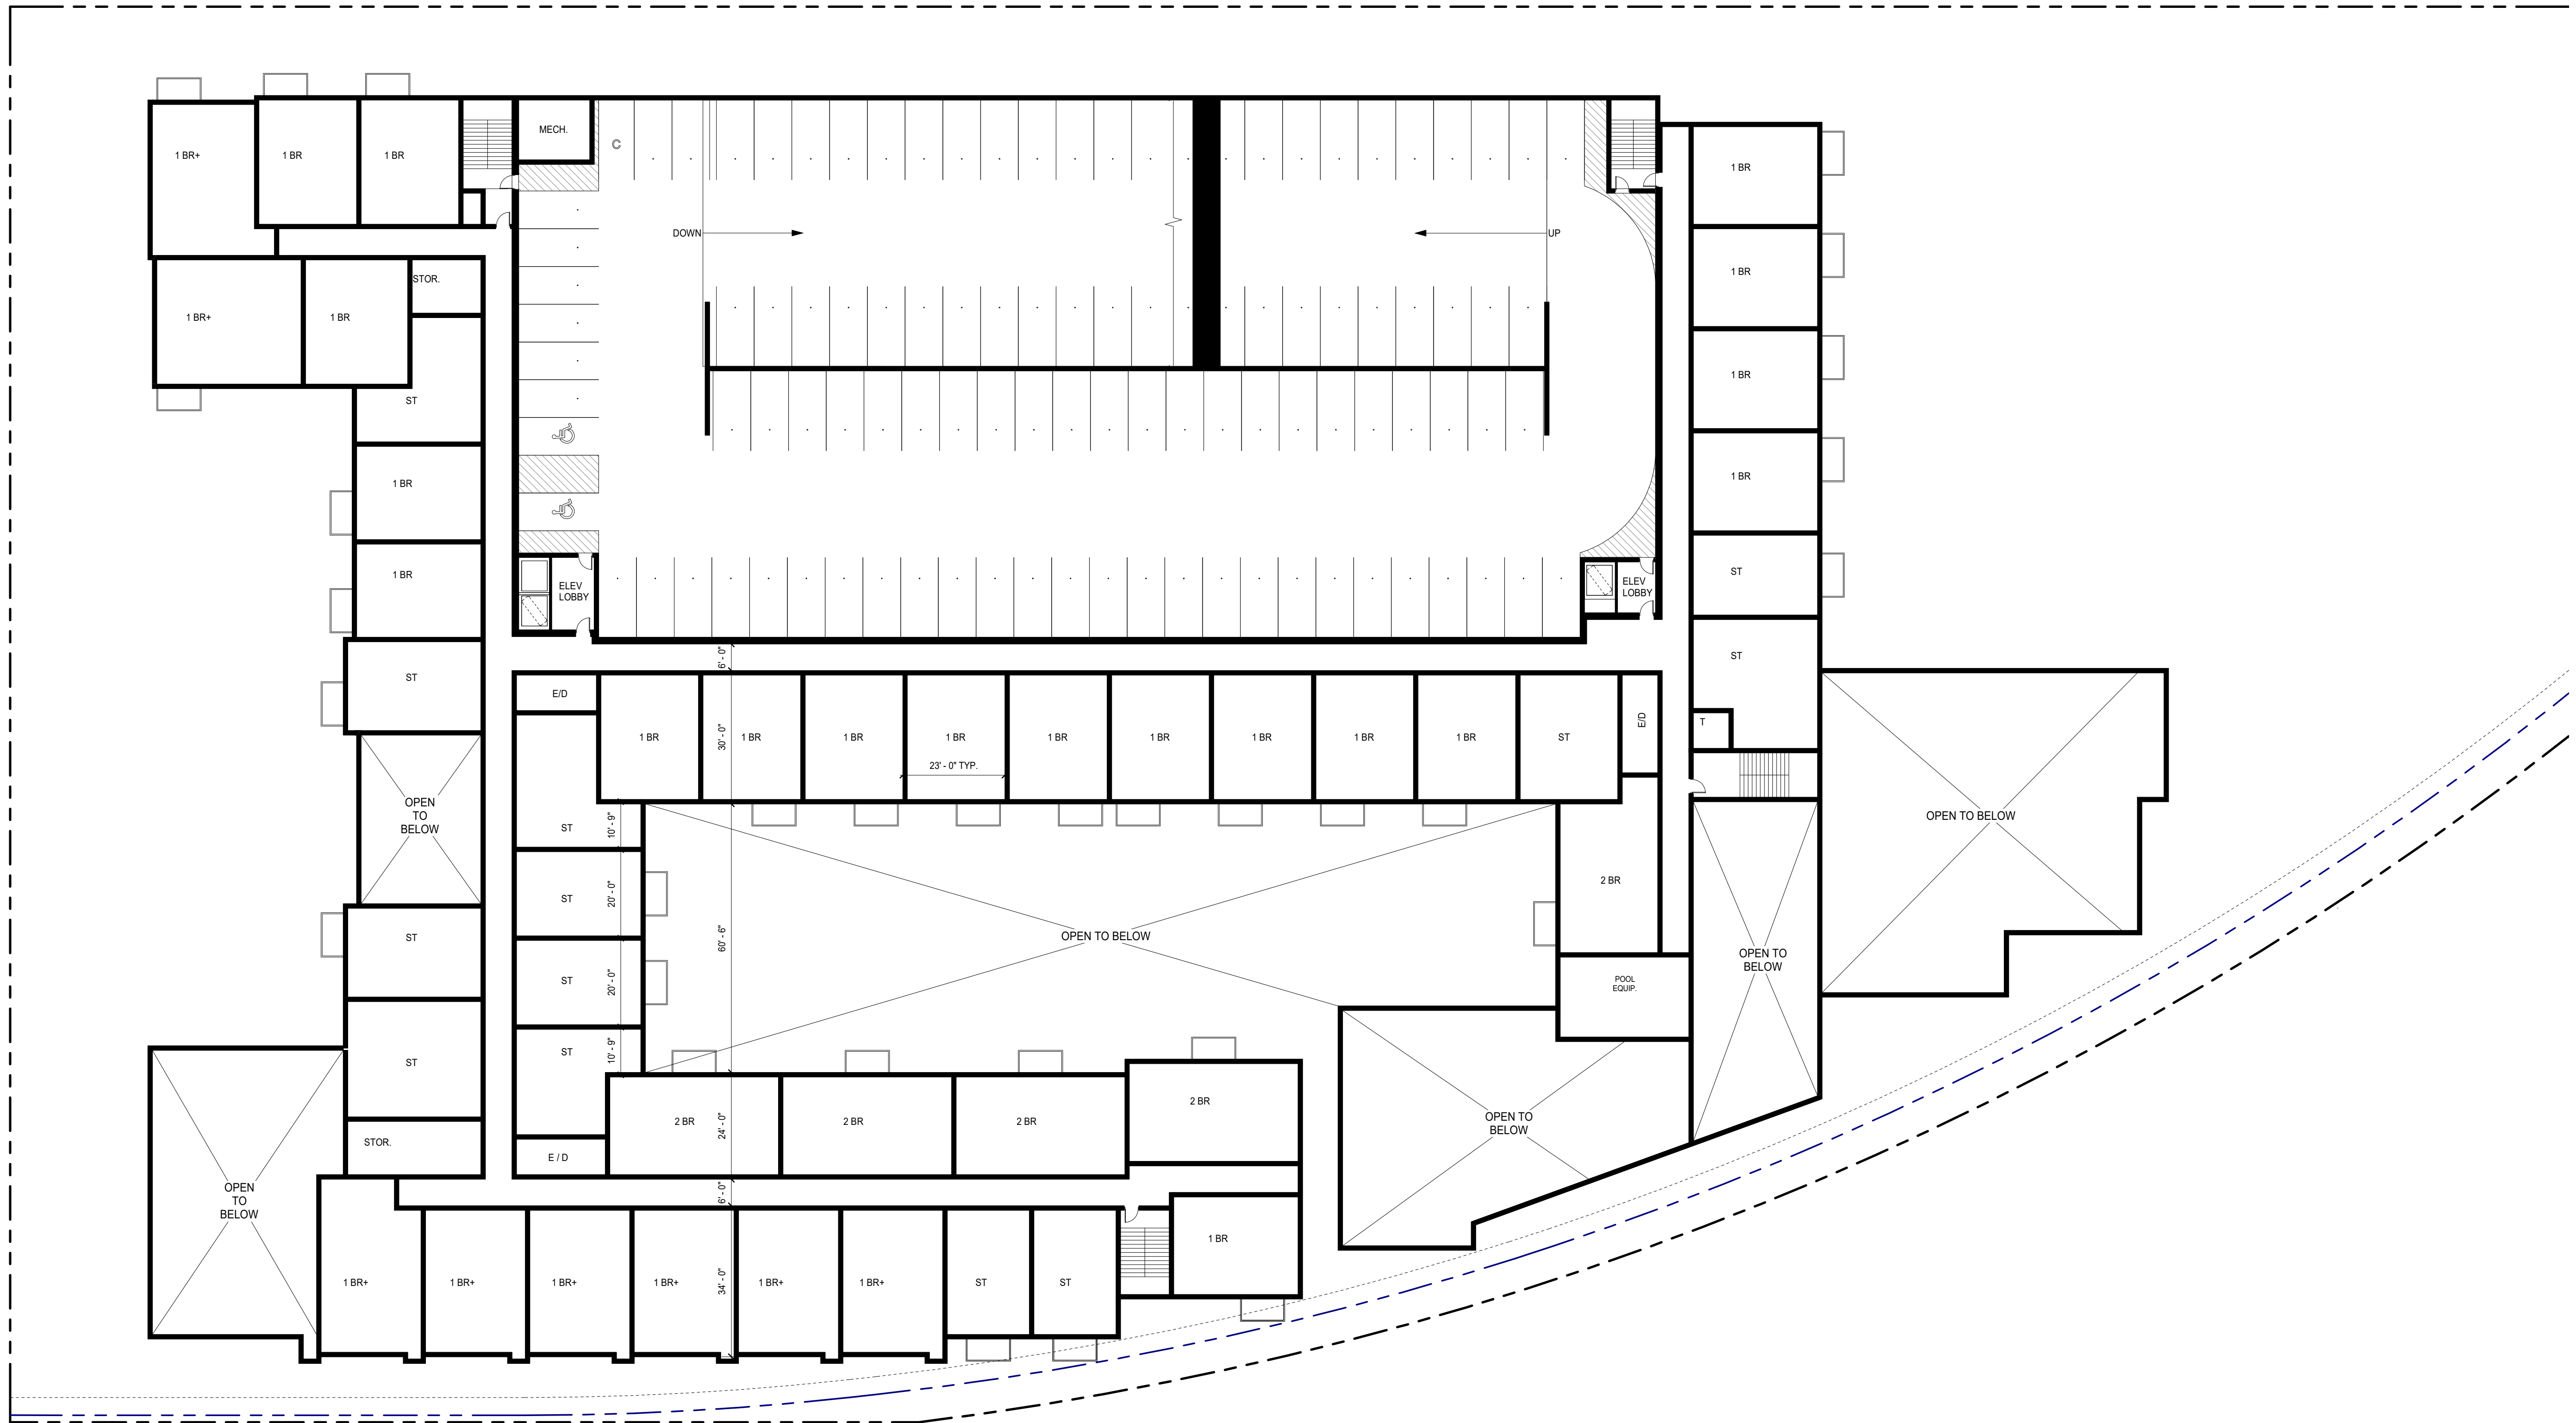 MECH.
C
1 BR+
1 BR
1 BR
1 BR
DOWN
UP
1 BR
STOR.
1 BR+
1 BR
1 BR
ST
1 BR
1 BR
1 BR
ST
ELEV
LOBBY
ELEV
LOBBY
6' - 0"
ST
ST
E/D
T
E/D
1 BR
1 BR
1 BR
1 BR
1 BR
1 BR
1 BR
1 BR
1 BR
ST
30' - 0"
23' - 0" TYP.
OPEN
TO
BELOW
ST
10' - 9"
OPEN TO BELOW
2 BR
ST
20' - 0"
ST
60' - 6"
OPEN TO BELOW
OPEN TO
BELOW
ST
20' - 0"
POOL
EQUIP.
ST
ST
10' - 9"
2 BR
2 BR
2 BR
2 BR
24' - 0"
OPEN TO
BELOW
STOR.
E / D
OPEN
TO
BELOW
6' - 0"
1 BR
1 BR+
1 BR+
1 BR+
1 BR+
34' - 0"
1 BR+
1 BR+
ST
ST